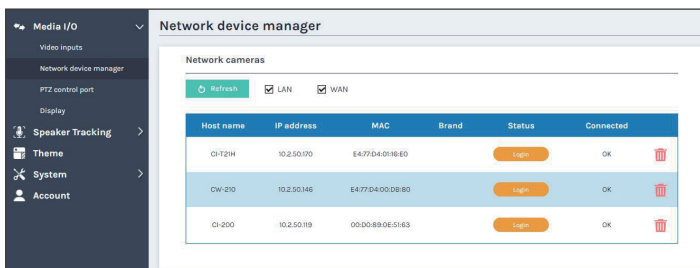 Media I/O
Video inputs
Network device manager
PTZ control port
Display
Speaker Tracking
Theme
System
Account
Network device manager
Network cameras
Refresh LAN WAN
Host name IP address MAC Brand Status Connected
CI-T21H 10.2.50.170 E4:77:D4:01:16:E0 Login OK
CW-210 10.2.50.146 E4:77:D4:00:DB:80 Login OK
CI-200 10.2.50.119 00:D0:89:0E:51:63 Login OK